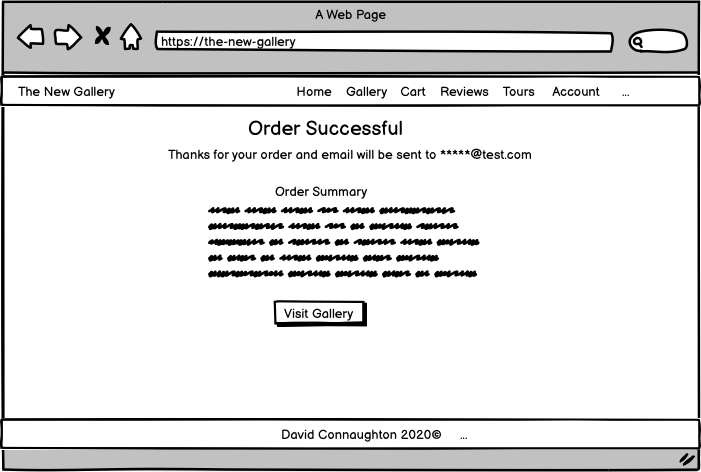 A Web Page
https://the-new-gallery
The New Gallery Home Gallery Cart Reviews Tours Account ...
Order Successful
Thanks for your order and email will be sent to *****@test.com
Order Summary
Visit Gallery
David Connaughton 2020© ...